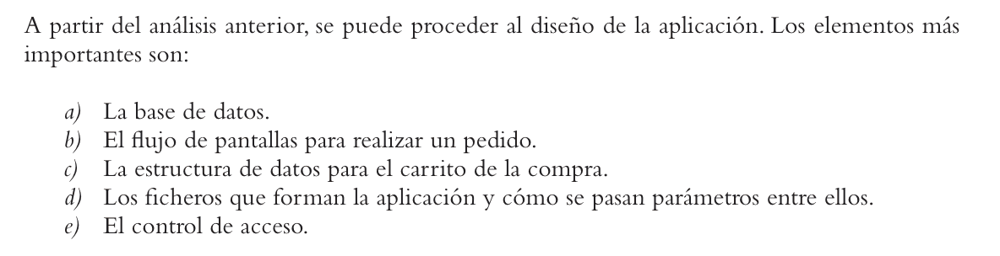 A partir del análisis anterior, se puede proceder al diseño de la aplicación. Los elementos más
importantes son:
a) La base de datos.
b) El flujo de pantallas para realizar un pedido.
c) La estructura de datos para el carrito de la compra.
d) Los ficheros que forman la aplicación y cómo se pasan parámetros entre ellos.
e) El control de acceso.